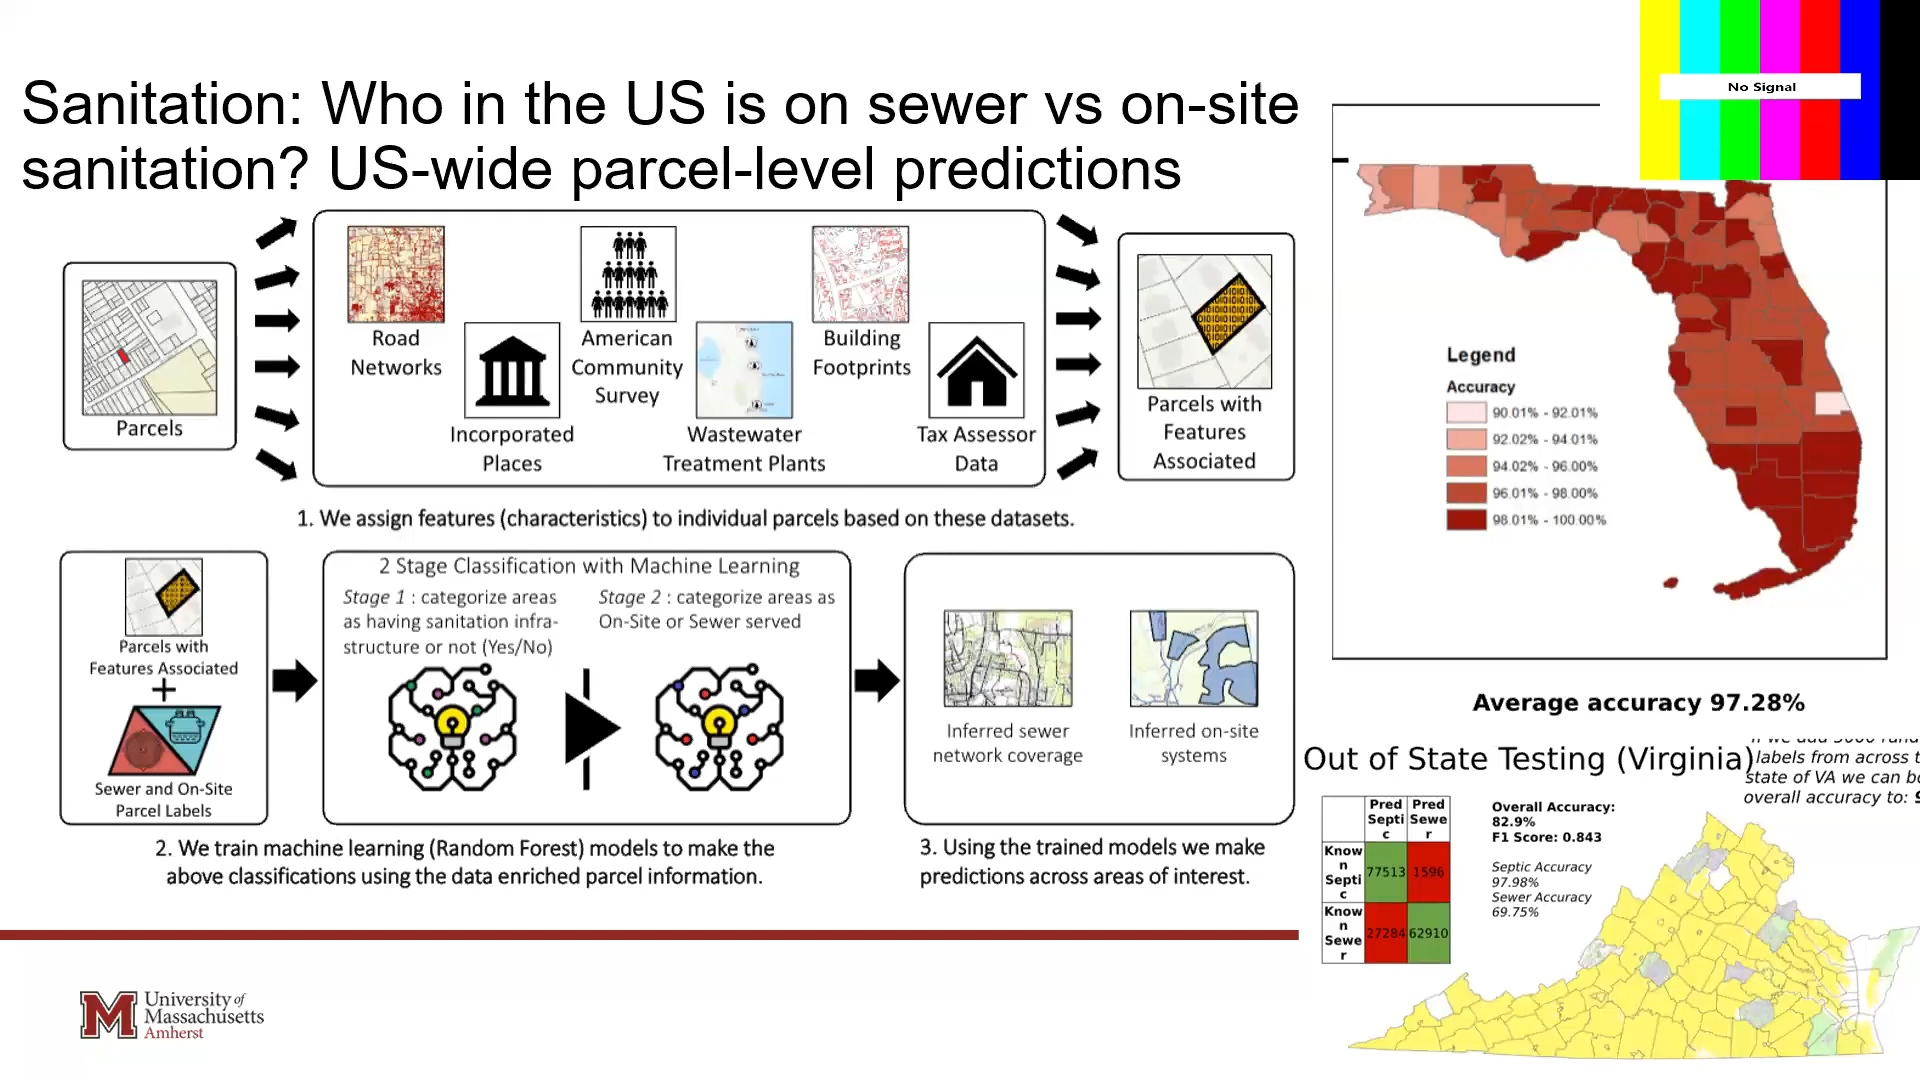 No Signal
Sanitation: Who in the US is on sewer vs on-site
sanitation? US-wide parcel-level predictions
Parcels
Road
Networks
Incorporated
Places
American
Community
Survey
Wastewater
Treatment Plants
Building
Footprints
Tax Assessor
Data
Parcels with
Features
Associated
1. We assign features (characteristics) to individual parcels based on these datasets.
Parcels with
Features Associated
+
Sewer and On-Site
Parcel Labels
2 Stage Classification with Machine Learning
Stage 1 : categorize areas
as having sanitation infra-
structure or not (Yes/No)
Stage 2 : categorize areas as
On-Site or Sewer served
Inferred sewer
network coverage
Inferred on-site
systems
2. We train machine learning (Random Forest) models to make the
above classifications using the data enriched parcel information.
3. Using the trained models we make
predictions across areas of interest.
Legend
Accuracy
90.01% - 92.01%
92.02% - 94.01%
94.02% - 96.00%
96.01% - 98.00%
98.01% - 100.00%
Average accuracy 97.28%
Out of State Testing (Virginia)
labels from across
state of VA we can
overall accuracy to:
Pred
Septi
c
Pred
Sewe
r
Know
n
Septi
c
77513
1596
Know
n
Sewe
r
27284
62910
Overall Accuracy:
82.9%
F1 Score: 0.843
Septic Accuracy
97.98%
Sewer Accuracy
69.75%
M
University of
Massachusetts
Amherst